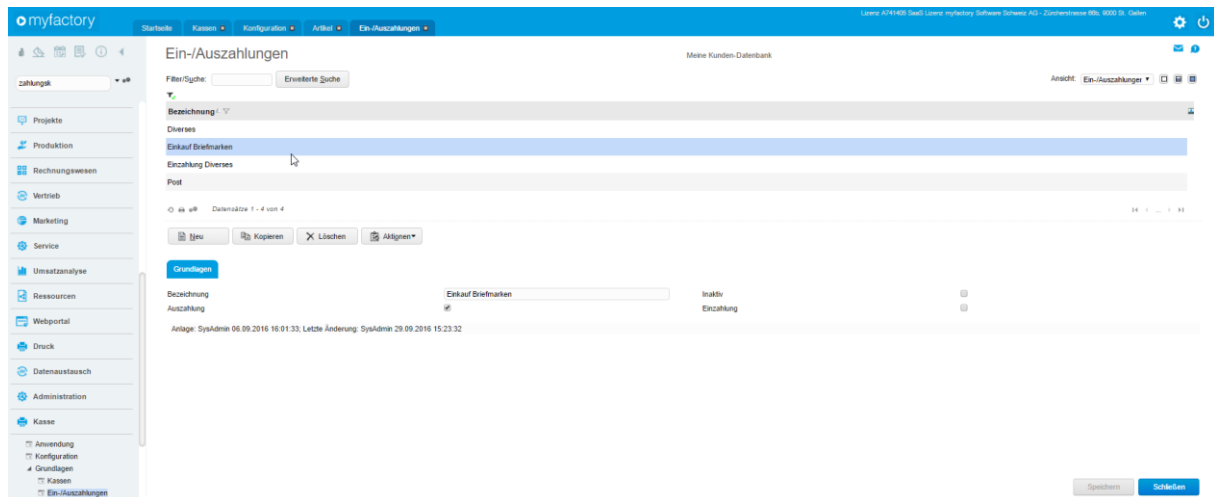 myfactory
Lizenz A741405 SaaS Lizenz myfactory Software Schweiz AG - Zürcherstrasse 66b, 9000 St. Gallen
Startseite Kassen Konfiguration Artikel Ein-/Auszahlungen
Ein-/Auszahlungen
Meine Kunden-Datenbank
zahlungsk
Filter/Suche: Erweiterte Suche
Ansicht: Ein-/Auszahlunger
Bezeichnung
Diverses
Einkauf Briefmarken
Einzahlung Diverses
Post
Datensätze 1 - 4 von 4
Neu Kopieren Löschen Aktionen
Grundlagen
Bezeichnung Einkauf Briefmarken Inaktiv
Auszahlung Einzahlung
Anlage: SysAdmin 06.09.2016 16:01:33; Letzte Änderung: SysAdmin 29.09.2016 15:23:32
Projekte
Produktion
Rechnungswesen
Vertrieb
Marketing
Service
Umsatzanalyse
Ressourcen
Webportal
Druck
Datenaustausch
Administration
Kasse
Anwendung
Konfiguration
Grundlagen
Kassen
Ein-/Auszahlungen
Speichern Schließen